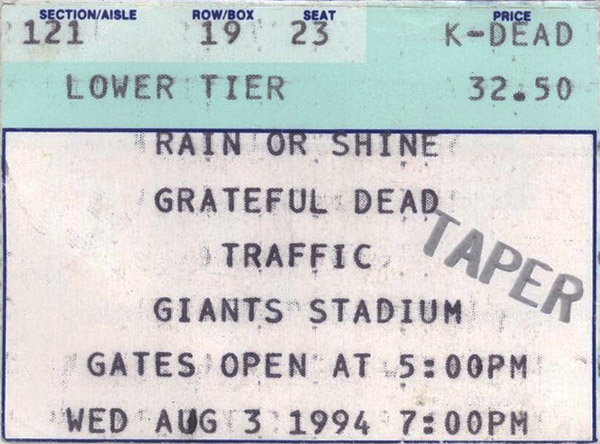 SECTION/AISLE ROW/BOX SEAT PRICE
121 19 23 K-DEAD
LOWER TIER 32.50
RAIN OR SHINE
GRATEFUL DEAD
TAPER
TRAFFIC
GIANTS STADIUM
GATES OPEN AT 5:00PM
WED AUG 3 1994 7:00PM